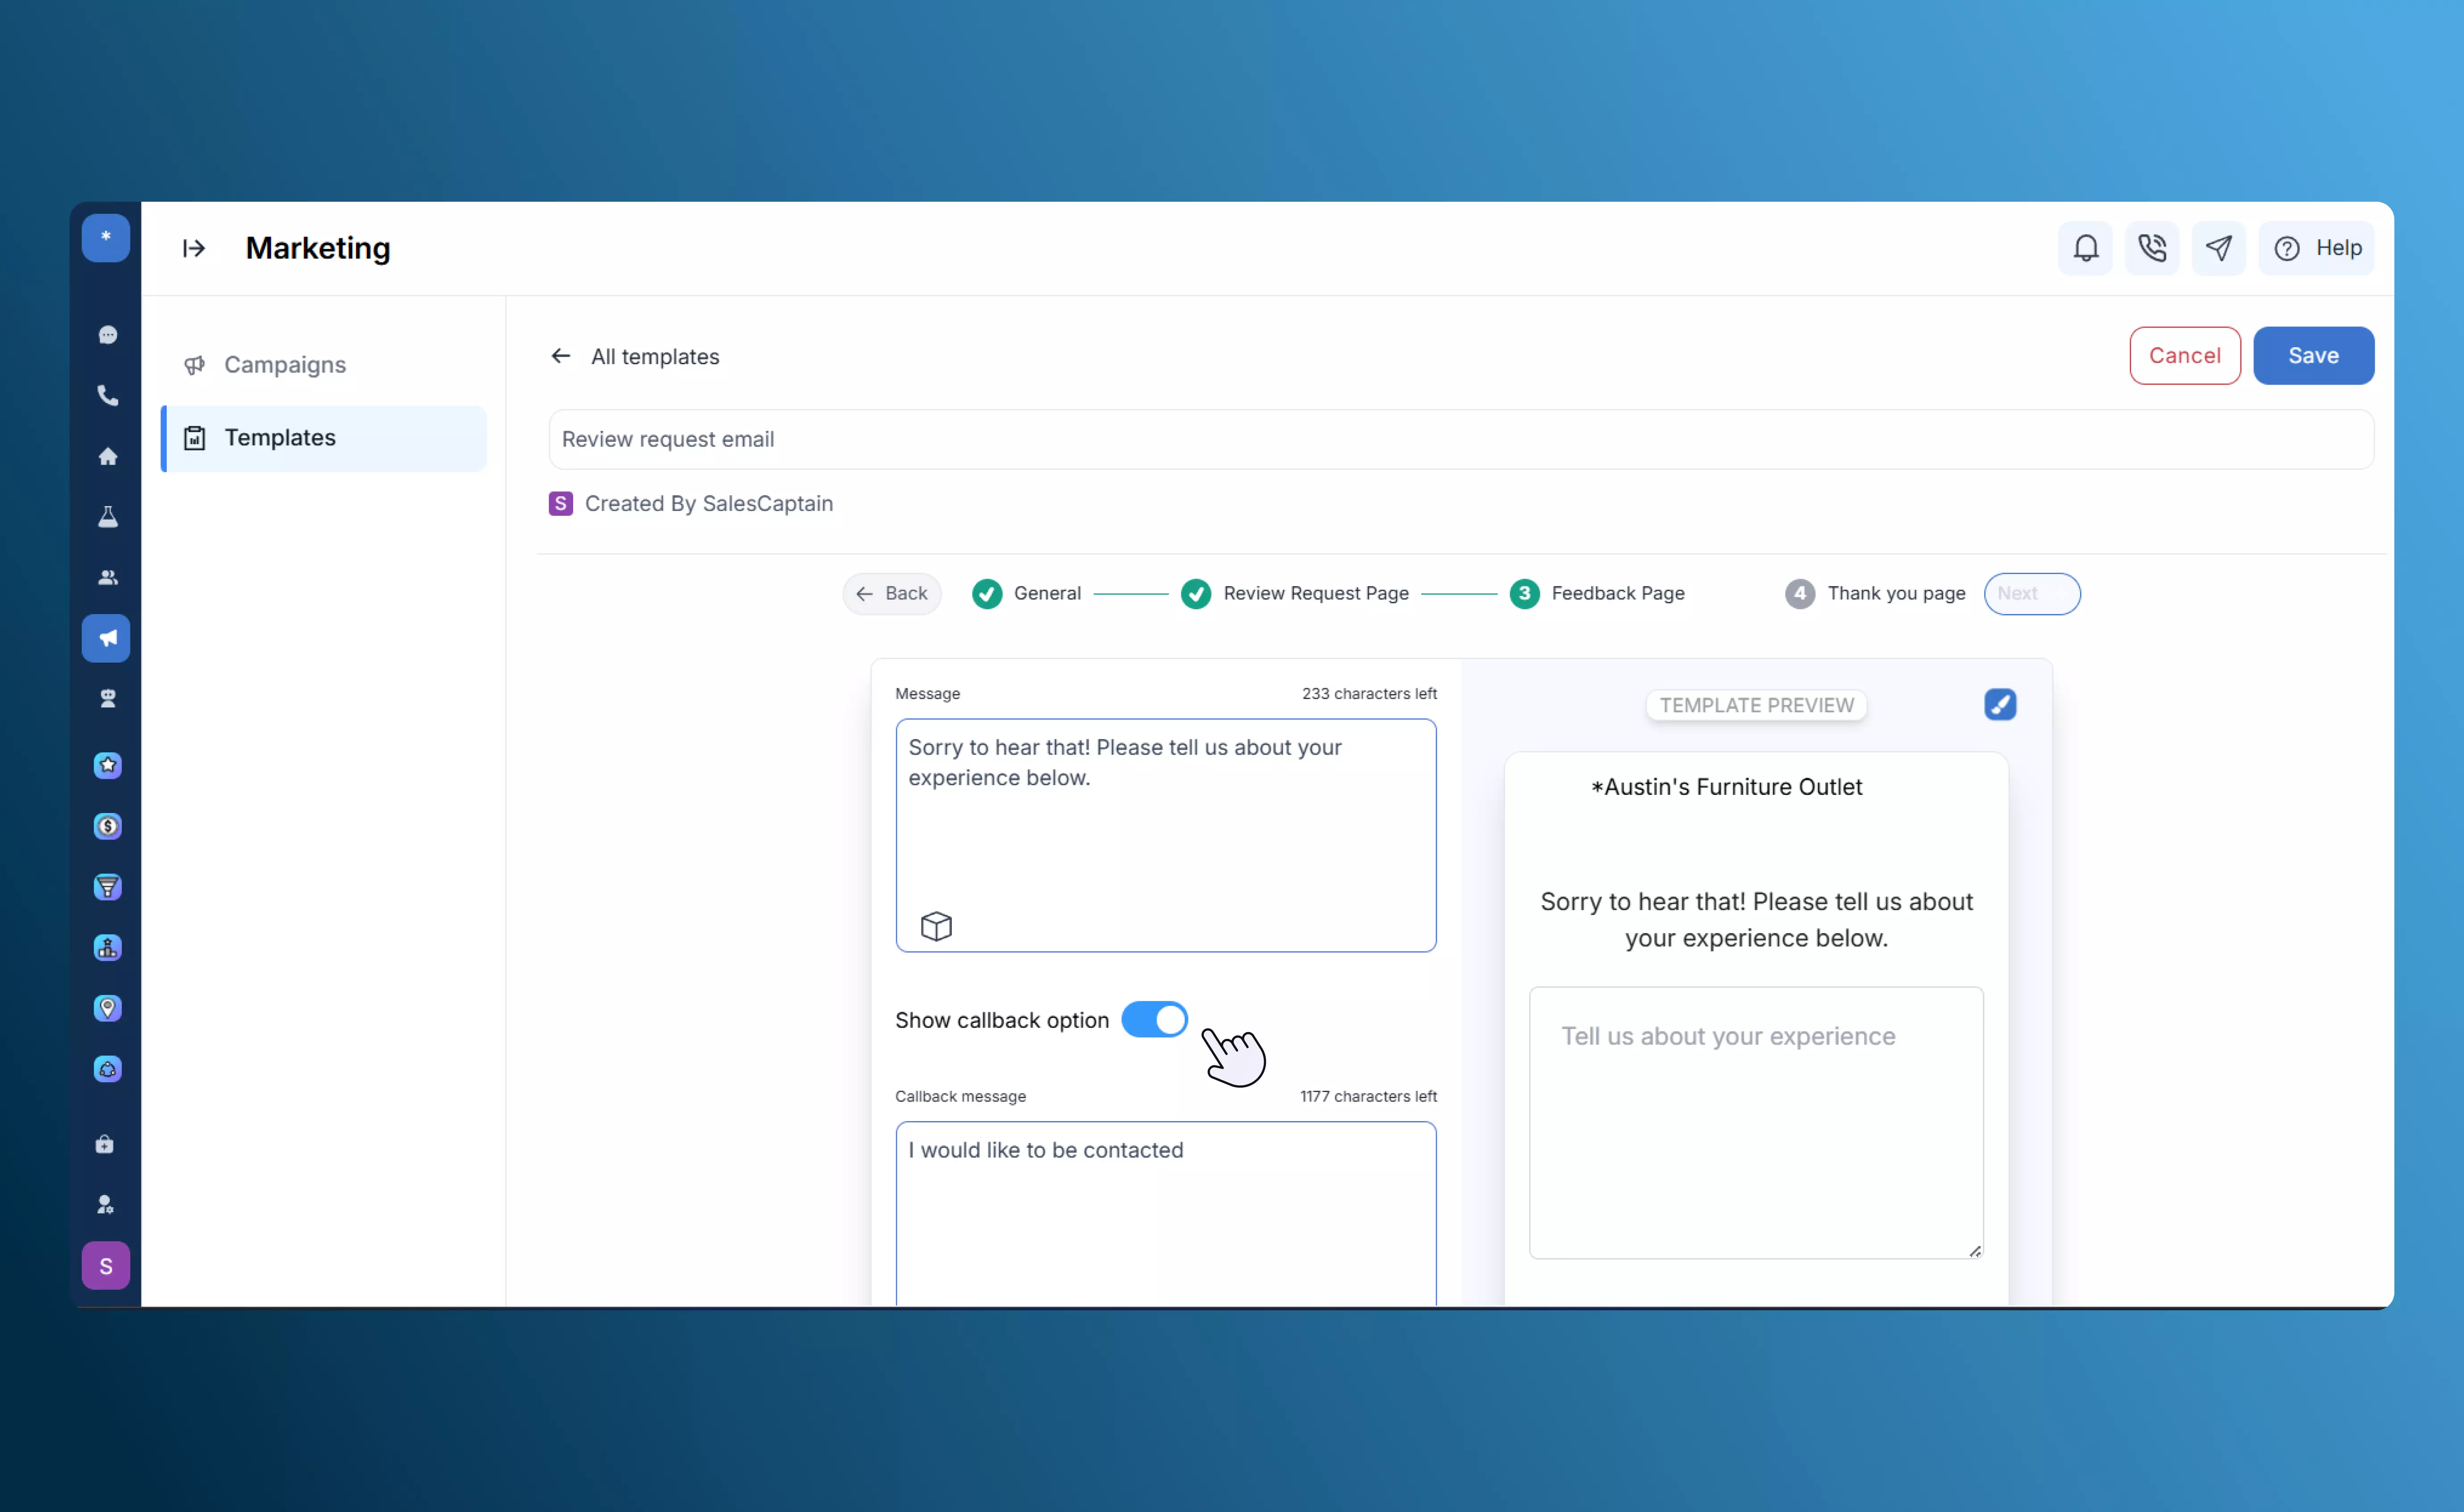 *
Marketing
Help
Campaigns
Templates
All templates
Cancel
Save
Review request email
S Created By SalesCaptain
Back
General
Review Request Page
3 Feedback Page
4 Thank you page
Next
Message
233 characters left
Sorry to hear that! Please tell us about your
experience below.
Show callback option
Callback message
1177 characters left
I would like to be contacted
TEMPLATE PREVIEW
*Austin's Furniture Outlet
Sorry to hear that! Please tell us about
your experience below.
Tell us about your experience
S